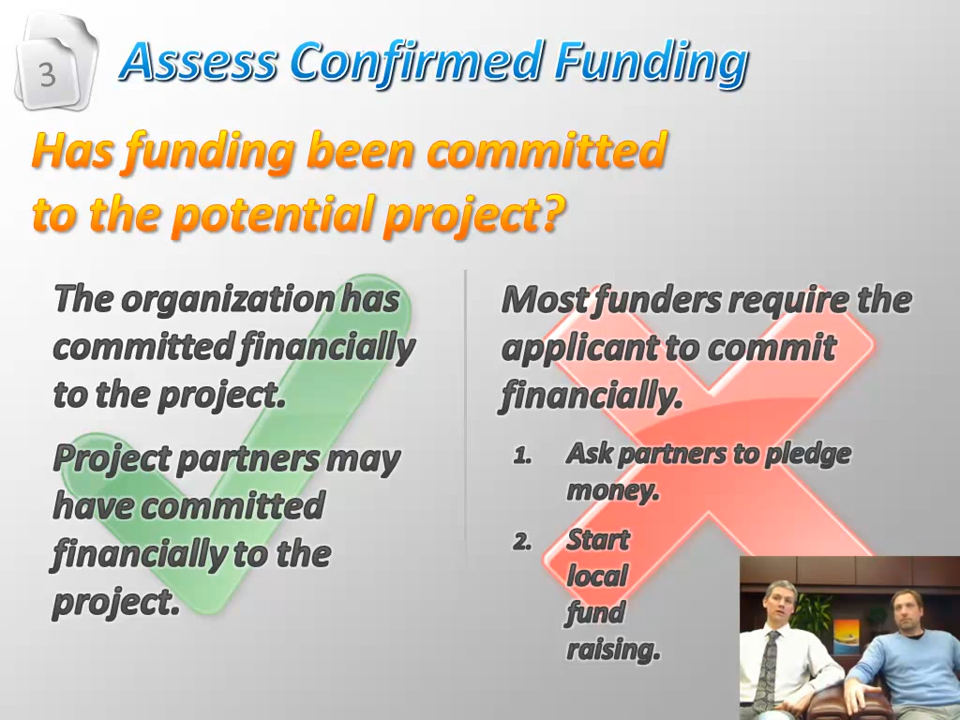 3
Assess Confirmed Funding
Has funding been committed
to the potential project?
The organization has
committed financially
to the project.
Project partners may
have committed
financially to the
project.
Most funders require the
applicant to commit
financially.
1. Ask partners to pledge
money.
2. Start
local
fund
raising.